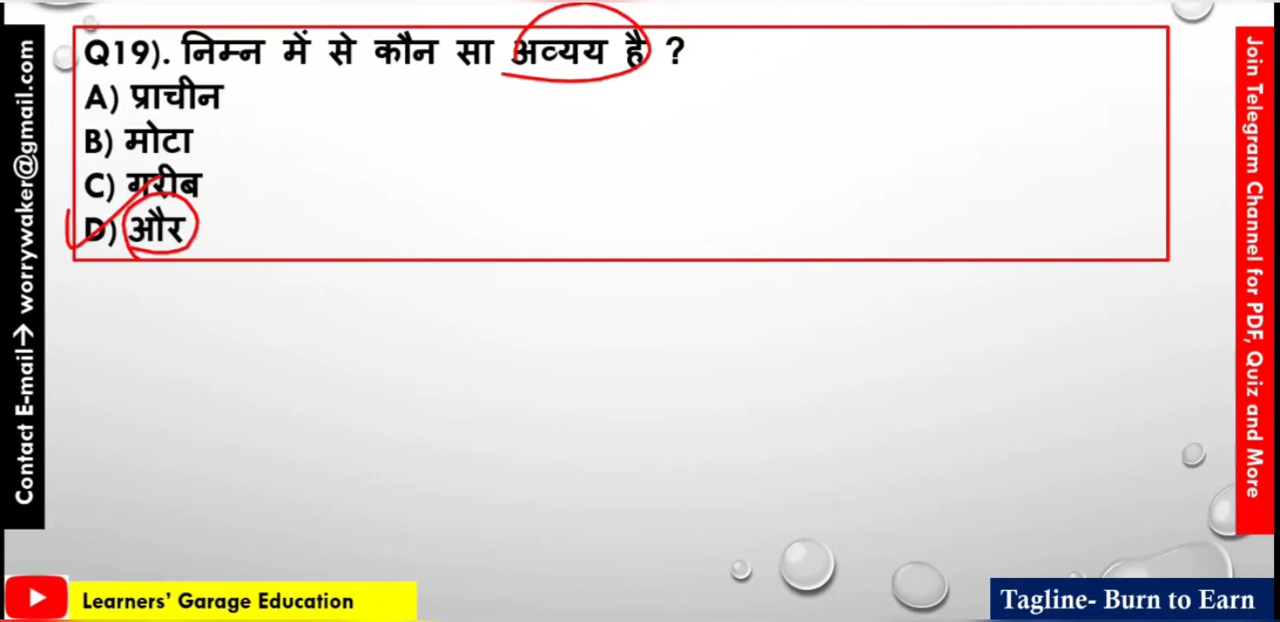 Q19). निम्न में से कौन सा अव्यय है ?
A) प्राचीन
B) मोटा
C) गरीब
D) और
Contact E-mail→ worrywaker@gmail.com
Join Telegram Channel for PDF, Quiz and More
Learners’ Garage Education
Tagline- Burn to Earn